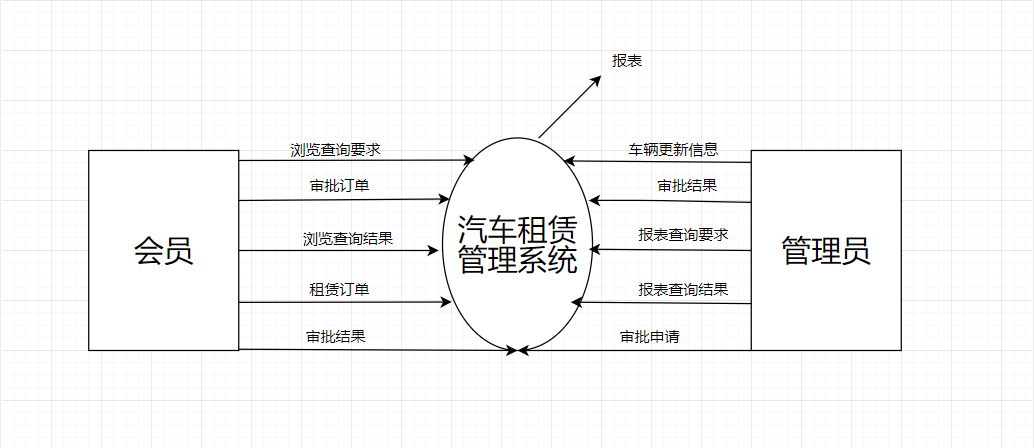 报表
浏览查询要求
车辆更新信息
审批订单
审批结果
汽车租赁
管理系统
会员
管理员
浏览查询结果
报表查询要求
租赁订单
报表查询结果
审批结果
审批申请